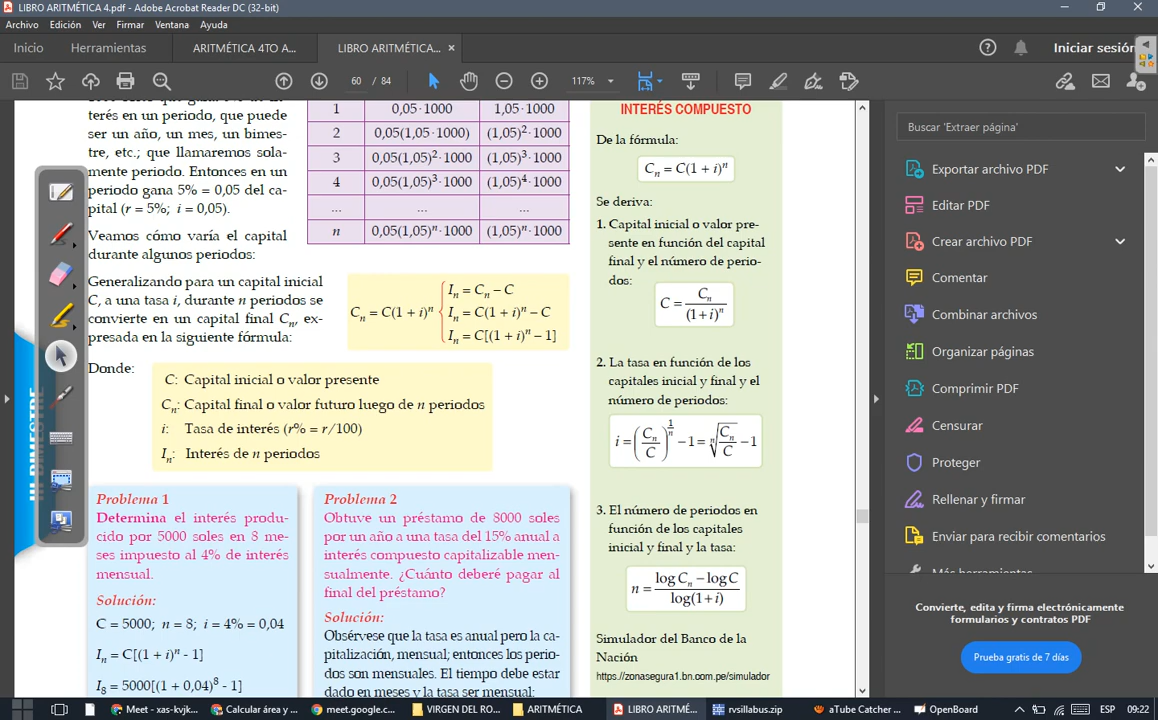 LIBRO ARITMÉTICA 4.pdf - Adobe Acrobat Reader DC (32-bit)
Archivo Edición Ver Firmar Ventana Ayuda
Inicio Herramientas ARITMÉTICA 4TO A... LIBRO ARITMÉTICA... × Iniciar sesión
60 / 84 117%
terés en un periodo, que puede
ser un año, un mes, un bimes-
tre, etc.; que llamaremos sola-
mente periodo. Entonces en un
periodo gana 5% = 0,05 del ca-
pital (r = 5%; i = 0,05).
Veamos cómo varía el capital
durante algunos periodos:
1 0,05·1000 1,05·1000
2 0,05(1,05·1000) (1,05)²·1000
3 0,05(1,05)²·1000 (1,05)³·1000
4 0,05(1,05)³·1000 (1,05)⁴·1000
... ... ...
n 0,05(1,05)ⁿ·1000 (1,05)ⁿ·1000
Generalizando para un capital inicial
C, a una tasa i, durante n periodos se
convierte en un capital final Cₙ, ex-
presada en la siguiente fórmula:
Cₙ = C(1 + i)ⁿ
Iₙ = Cₙ – C
Iₙ = C(1 + i)ⁿ – C
Iₙ = C[(1 + i)ⁿ – 1]
Donde:
C: Capital inicial o valor presente
Cₙ: Capital final o valor futuro luego de n periodos
i: Tasa de interés (r% = r/100)
Iₙ: Interés de n periodos
III BIMESTRE
Problema 1
Determina el interés produ-
cido por 5000 soles en 8 me-
ses impuesto al 4% de interés
mensual.
Solución:
C = 5000; n = 8; i = 4% = 0,04
Iₙ = C[(1 + i)ⁿ - 1]
I₈ = 5000[(1 + 0,04)⁸ - 1]
Problema 2
Obtuve un préstamo de 8000 soles
por un año a una tasa del 15% anual a
interés compuesto capitalizable men-
sualmente. ¿Cuánto deberé pagar al
final del préstamo?
Solución:
Obsérvese que la tasa es anual pero la ca-
pitalización, mensual; entonces los perio-
dos son mensuales. El tiempo debe estar
dado en meses y la tasa ser mensual:
INTERÉS COMPUESTO
De la fórmula:
Cₙ = C(1 + i)ⁿ
Se deriva:
1. Capital inicial o valor pre-
sente en función del capital
final y el número de perio-
dos:
C = Cₙ/(1 + i)ⁿ
2. La tasa en función de los
capitales inicial y final y el
número de periodos:
i = (Cₙ/C)^(1/n) – 1 = ⁿ√(Cₙ/C) – 1
3. El número de periodos en
función de los capitales
inicial y final y la tasa:
n = (log Cₙ – log C)/log(1 + i)
Simulador del Banco de la
Nación
https://zonasegura1.bn.com.pe/simulador
Buscar 'Extraer página'
Exportar archivo PDF
Editar PDF
Crear archivo PDF
Comentar
Combinar archivos
Organizar páginas
Comprimir PDF
Censurar
Proteger
Rellenar y firmar
Enviar para recibir comentarios
Más herramientas
Convierte, edita y firma electrónicamente
formularios y contratos PDF
Prueba gratis de 7 días
Meet - xas-kvjk... Calcular área y ... meet.google.c... VIRGEN DEL RO... ARITMÉTICA LIBRO ARITMÉ... rvsillabus.zip aTube Catcher ... OpenBoard ESP 09:22